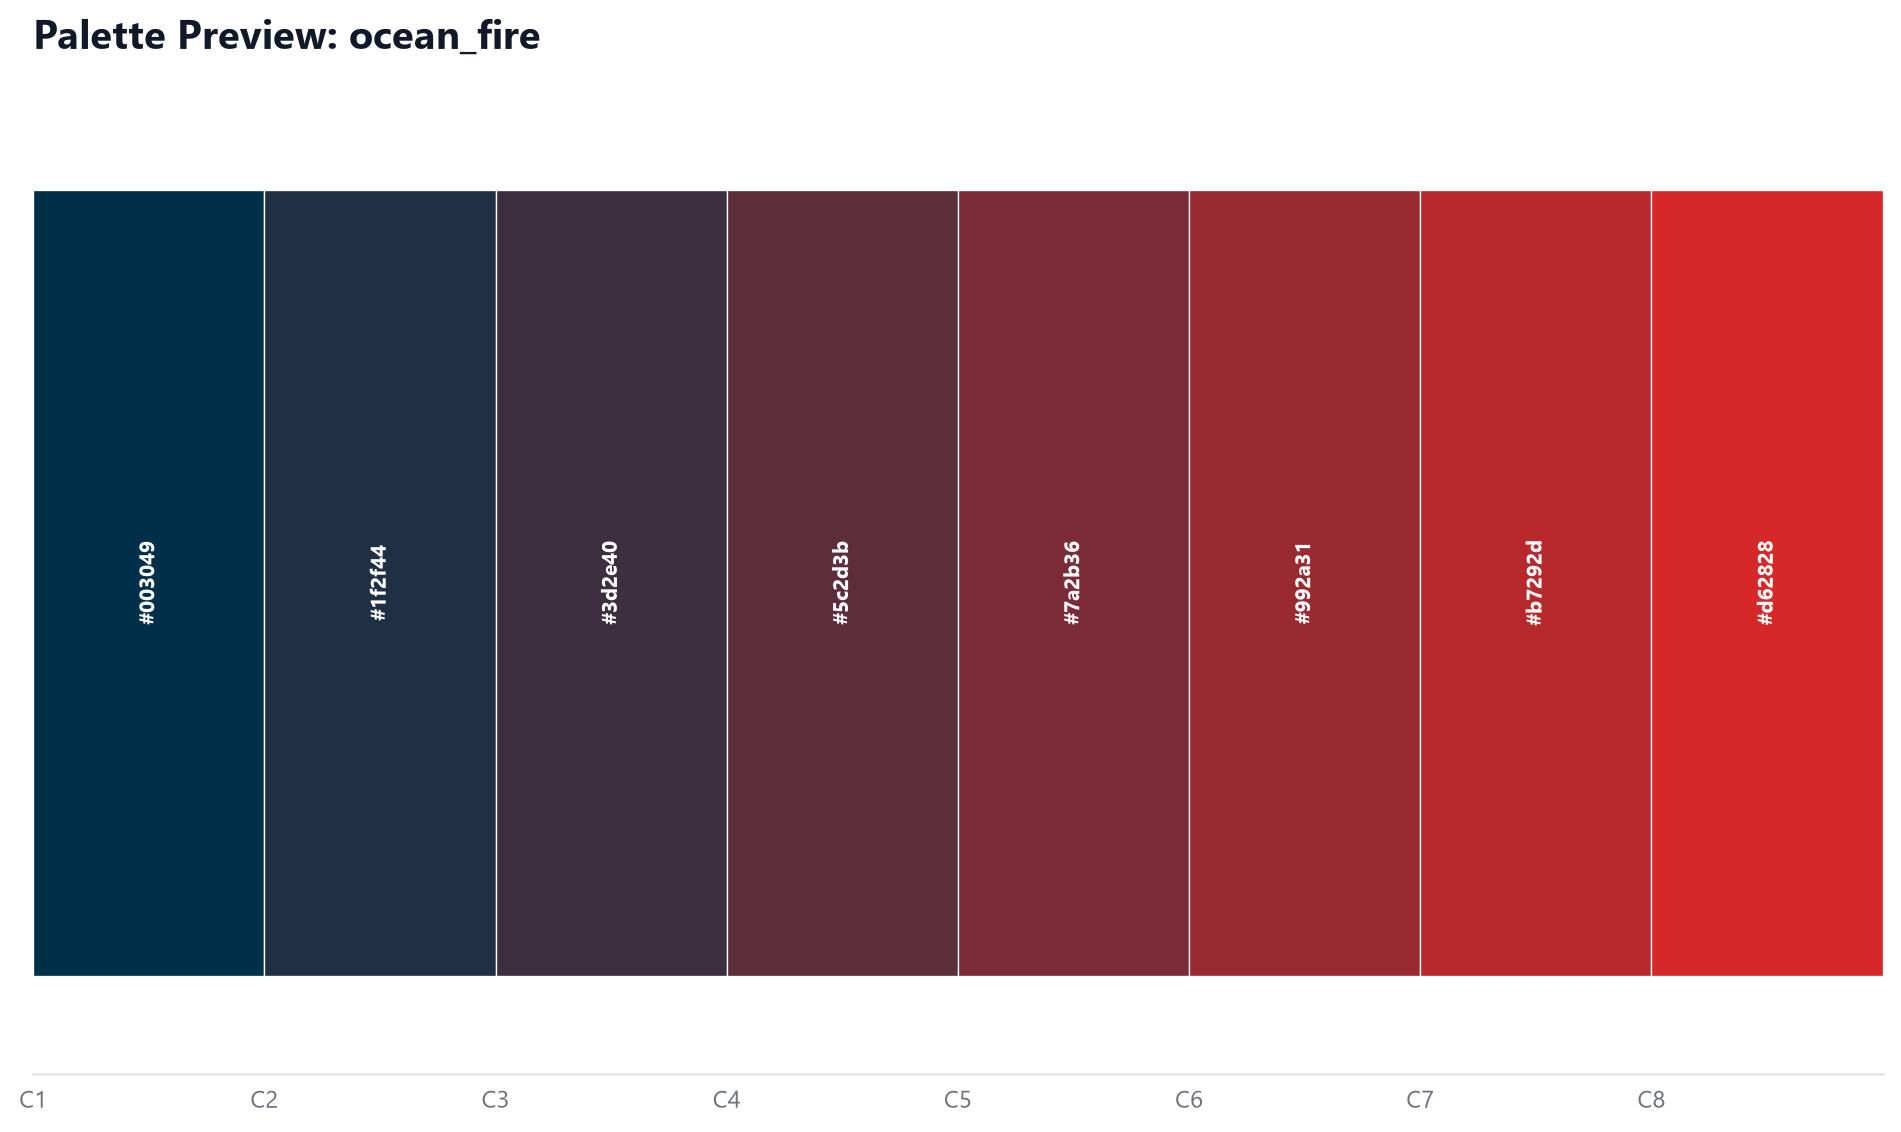 Palette Preview: ocean_fire
#003049
#1f2f44
#3d2e40
#5c2d3b
#7a2b36
#992a31
#b7292d
#d62828
C1 C2 C3 C4 C5 C6 C7 C8